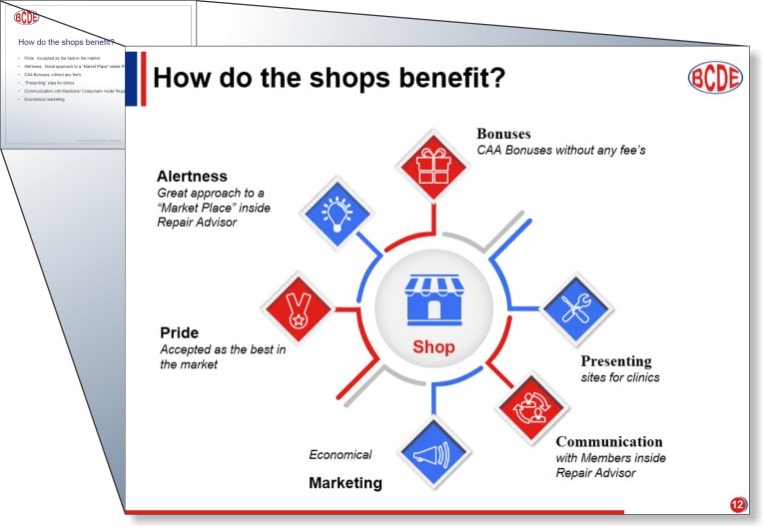 BCDE
How do the shops benefit?
• Pride: Accepted as the best in the market
• Alertness: Great approach to a "Market Place" inside R
• CAA Bonuses without any fee's
• "Presenting" sites for clinics
• Communication with Members/ Consumers inside Repai
• Economical marketing
How do the shops benefit?
BCDE
Bonuses
CAA Bonuses without any fee's
Alertness
Great approach to a
"Market Place" inside
Repair Advisor
Pride
Accepted as the best in
the market
Shop
Presenting
sites for clinics
Communication
with Members inside
Repair Advisor
Economical
Marketing
12